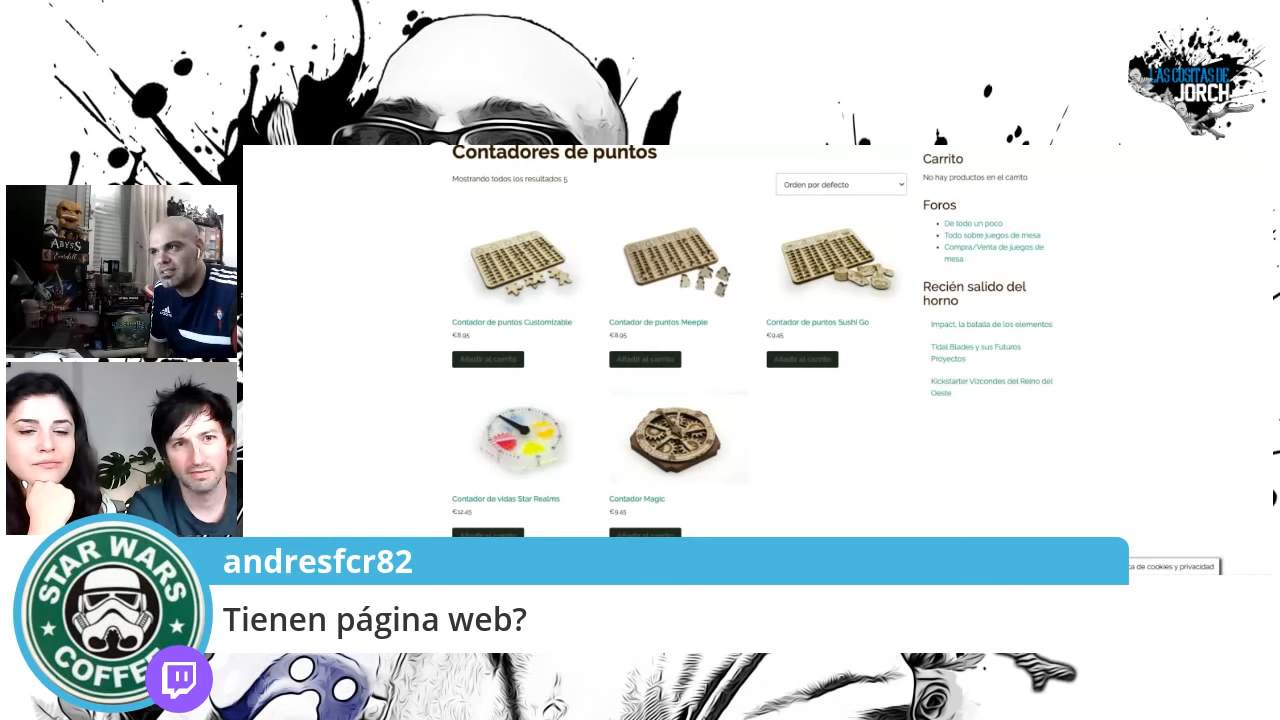 LAS COSITAS DE
JORCH
Contadores de puntos
Mostrando todos los resultados 5
Orden por defecto
Contador de puntos Customizable
€8.95
Añadir al carrito
Contador de puntos Meeple
€8.95
Añadir al carrito
Contador de puntos Sushi Go
€9.45
Añadir al carrito
Contador de vidas Star Realms
€12.45
Contador Magic
€9.45
Carrito
No hay productos en el carrito
Foros
De todo un poco
Todo sobre juegos de mesa
Compra/Venta de juegos de
mesa
Recién salido del
horno
Impact, la batalla de los elementos
Tidal Blades y sus Futuros
Proyectos
Kickstarter Vizcondes del Reino del
Oeste
de cookies y privacidad
ABYSS
Everdell
STAR WARS
COFFEE
andresfcr82
Tienen página web?